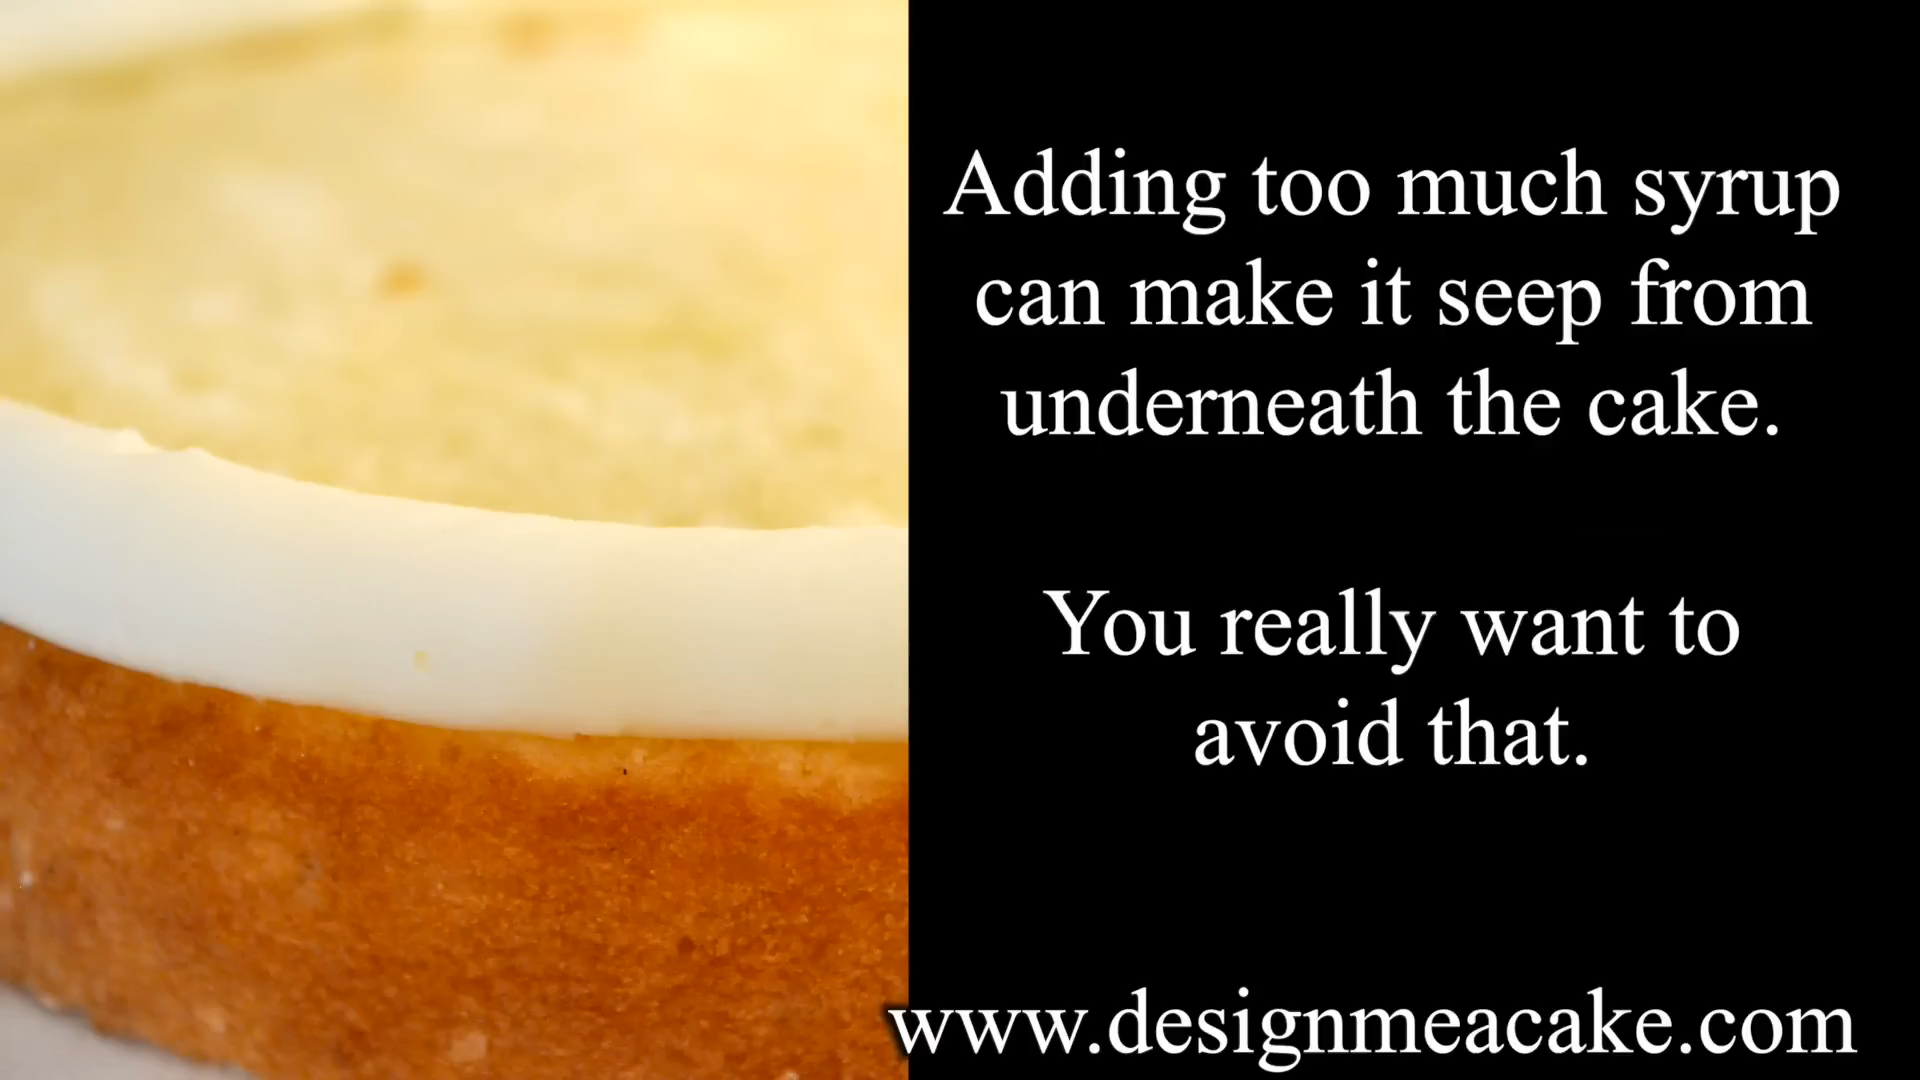 Adding too much syrup
can make it seep from
underneath the cake.
You really want to
avoid that.
www.designmeacake.com